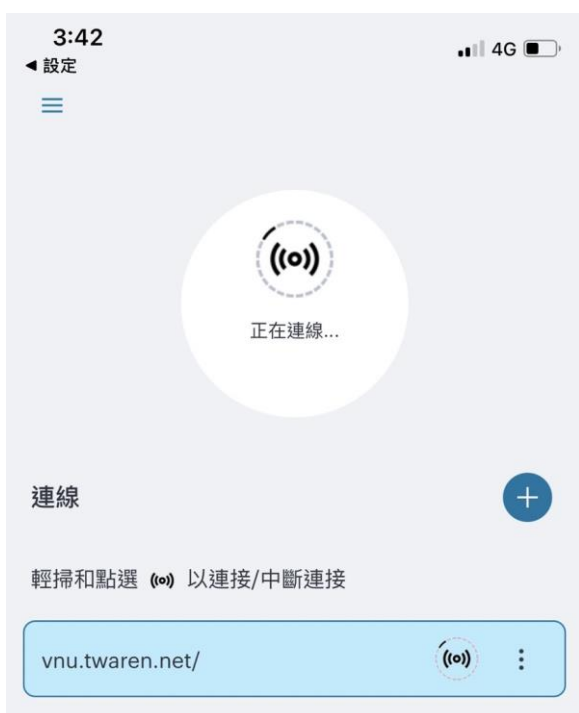 3:42
4G
◀ 設定
正在連線...
連線
輕掃和點選 ((o)) 以連接/中斷連接
vnu.twaren.net/